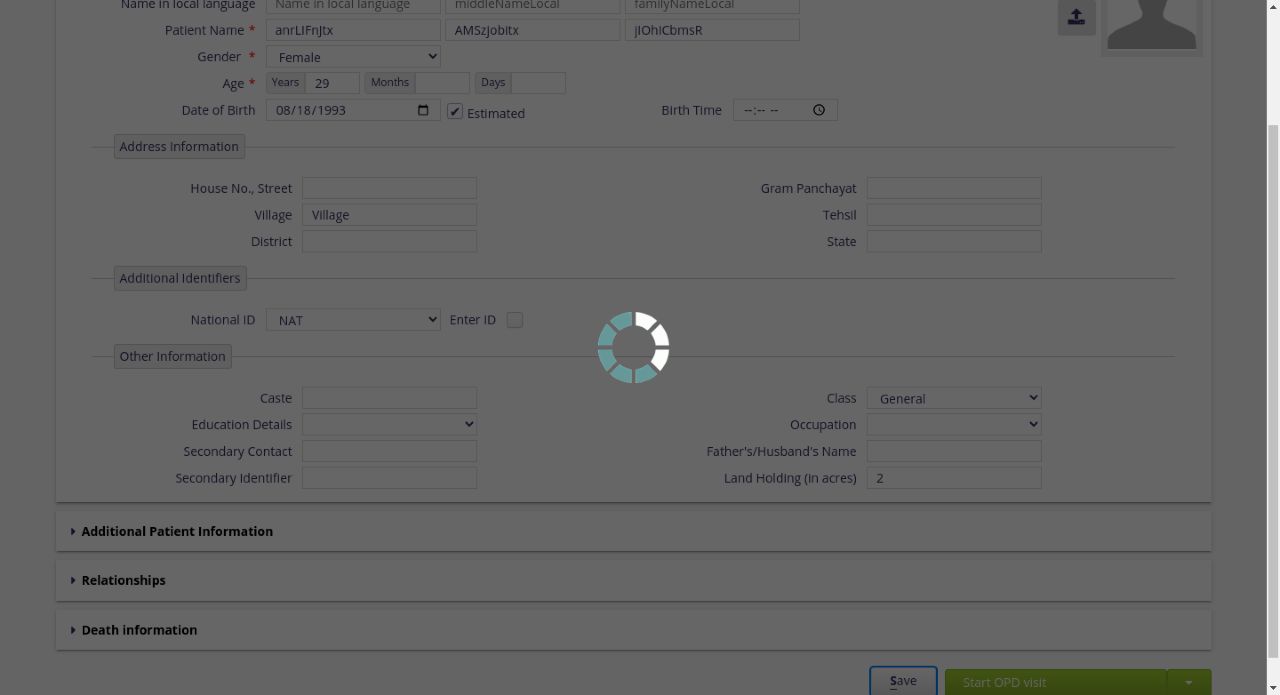 Name in local language Name in local language middleNameLocal familyNameLocal
Patient Name * anrLIFnJtx AMSzJobItx jIOhiCbmsR
Gender * Female
Age * Years 29 Months Days
Date of Birth 08/18/1993 Estimated Birth Time --:-- --
Address Information
House No., Street Gram Panchayat
Village Village Tehsil
District State
Additional Identifiers
National ID NAT Enter ID
Other Information
Caste Class General
Education Details Occupation
Secondary Contact Father's/Husband's Name
Secondary Identifier Land Holding (in acres) 2
Additional Patient Information
Relationships
Death information
Save Start OPD visit